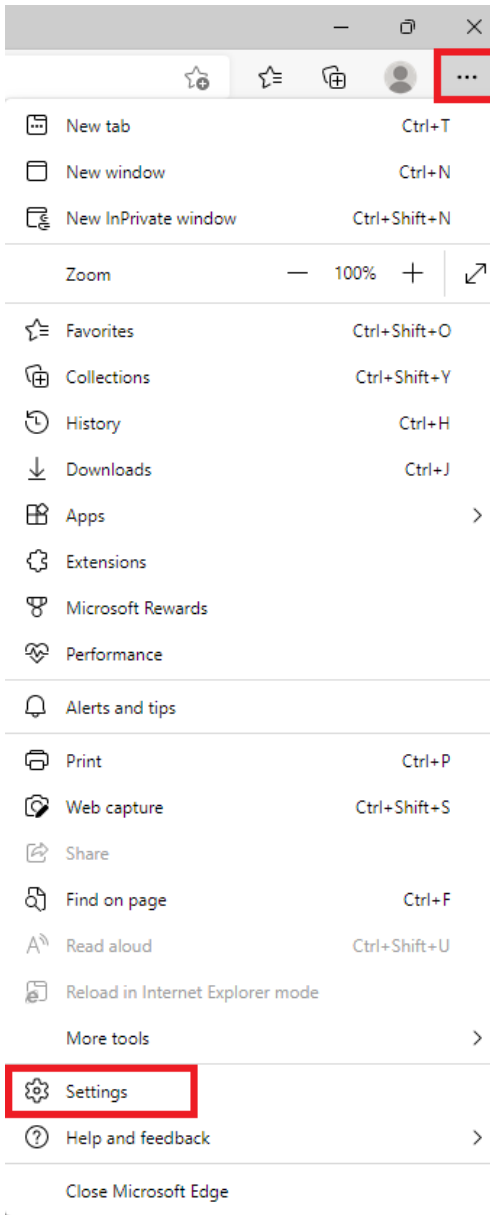 New tab Ctrl+T
New window Ctrl+N
New InPrivate window Ctrl+Shift+N
Zoom — 100% +
Favorites Ctrl+Shift+O
Collections Ctrl+Shift+Y
History Ctrl+H
Downloads Ctrl+J
Apps
Extensions
Microsoft Rewards
Performance
Alerts and tips
Print Ctrl+P
Web capture Ctrl+Shift+S
Share
Find on page Ctrl+F
Read aloud Ctrl+Shift+U
Reload in Internet Explorer mode
More tools
Settings
Help and feedback
Close Microsoft Edge